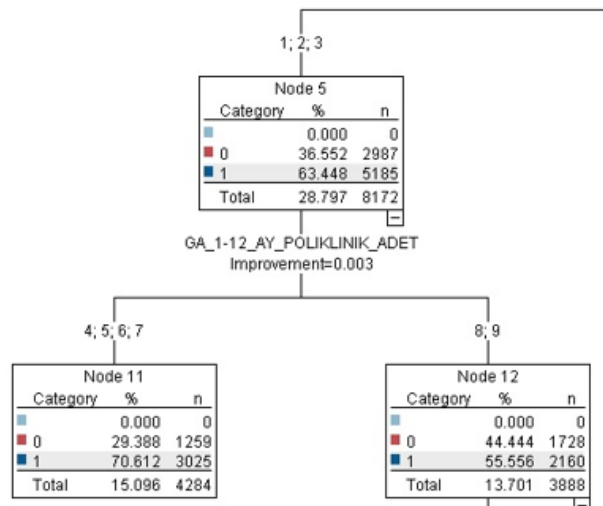 1; 2; 3
Node 5
Category % n
0.000 0
0 36.552 2987
1 63.448 5185
Total 28.797 8172
GA_1-12_AY_POLIKLINIK_ADET
Improvement=0.003
4; 5; 6; 7
8; 9
Node 11
Category % n
0.000 0
0 29.388 1259
1 70.612 3025
Total 15.096 4284
Node 12
Category % n
0.000 0
0 44.444 1728
1 55.556 2160
Total 13.701 3888